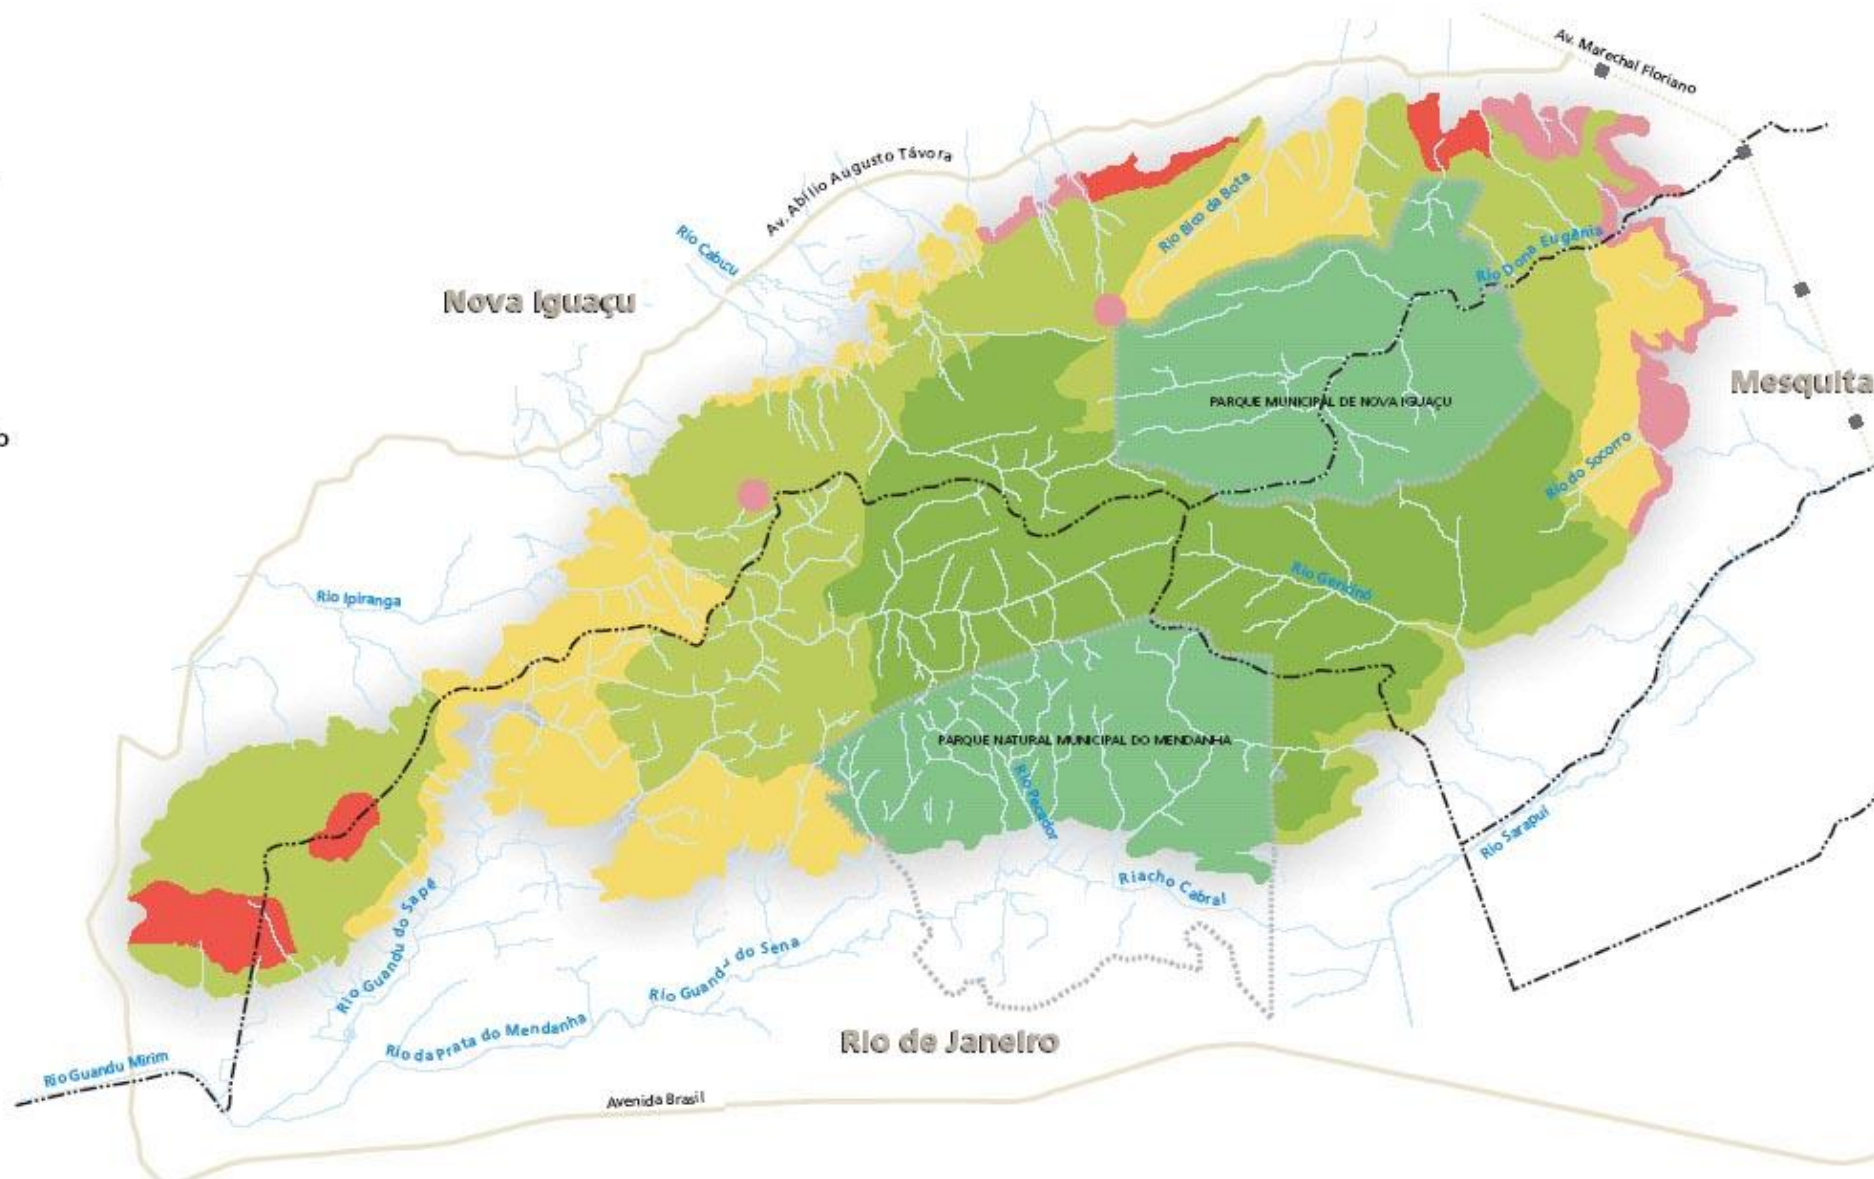 Av. Marechal Floriano
Av. Abílio Augusto Távora
Rio Bico da Bota
Rio Cabuçu
Rio Dona Eugênia
Nova Iguaçu
Mesquita
PARQUE MUNICIPAL DE NOVA IGUAÇU
o
Rio do Socorro
Rio Gericinó
Rio Ipiranga
PARQUE NATURAL MUNICIPAL DO MENDANHA
Rio Pescador
Rio Sarapuí
Riacho Cabral
Rio Guandu do Sapé
Rio Guandu do Sena
Rio da Prata do Mendanha
Rio de Janeiro
Rio Guandu Mirim
Avenida Brasil